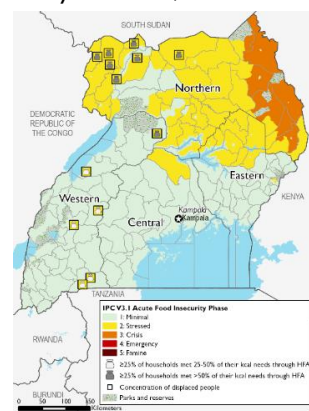 SOUTH SUDAN
Northern
DEMOCRATIC
REPUBLIC OF
THE CONGO
Eastern
Western
Central
Kampala
Kampala
KENYA
TANZANIA
RWANDA
BURUNDI
IPC V3.1 Acute Food Insecurity Phase
1: Minimal
2: Stressed
3: Crisis
4: Emergency
5: Famine
≥25% of households met 25-50% of their kcal needs through HFA
≥25% of households met >50% of their kcal needs through HFA
Concentration of displaced people
Parks and reserves
Kilometers